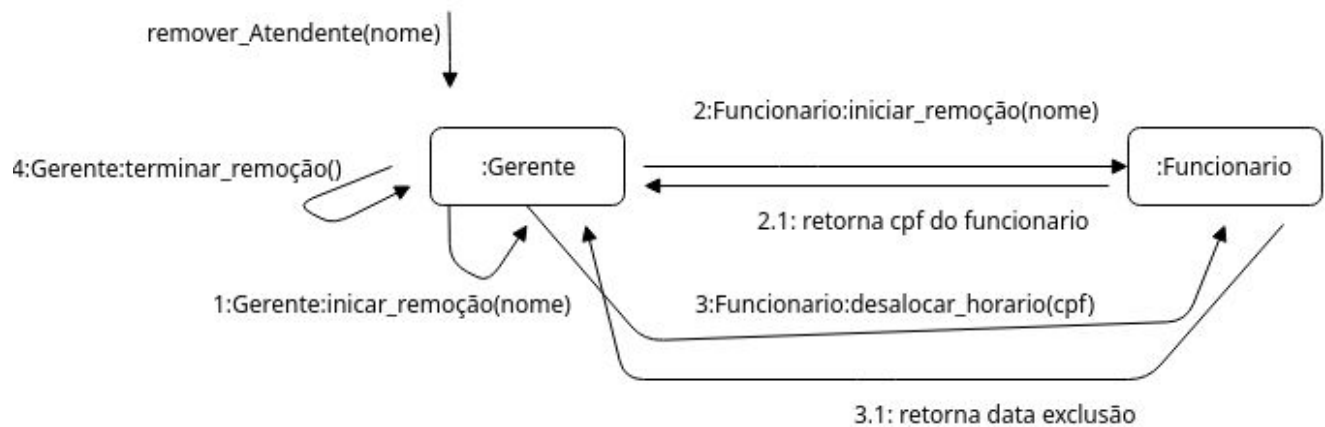 remover_Atendente(nome)
2:Funcionario:iniciar_remoção(nome)
4:Gerente:terminar_remoção()
:Gerente
:Funcionario
2.1: retorna cpf do funcionario
1:Gerente:inicar_remoção(nome)
3:Funcionario:desalocar_horario(cpf)
3.1: retorna data exclusão